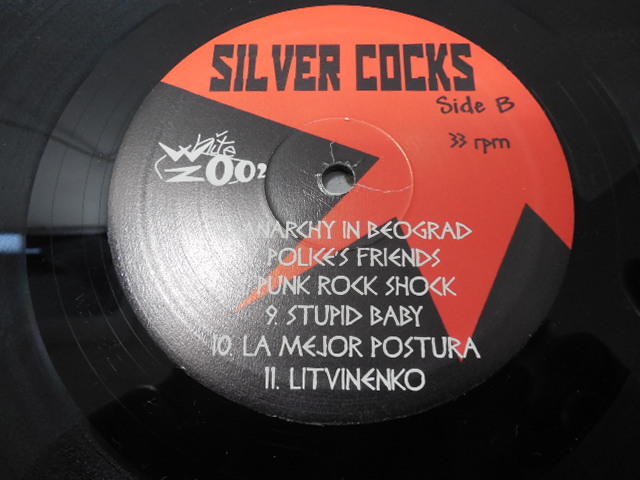 SILVER COCKS
Side B
33 rpm
White
ZOO2
ANARCHY IN BEOGRAD
POLICE'S FRIENDS
PUNK ROCK SHOCK
9. STUPID BABY
10. LA MEJOR POSTURA
11. LITVINENKO